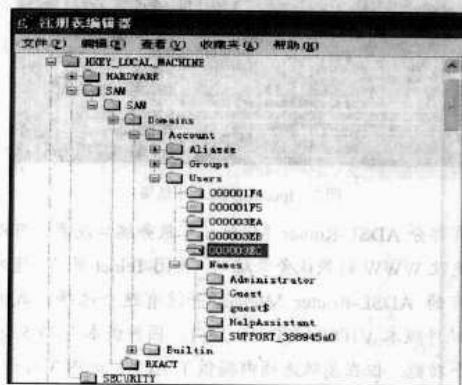 注册表编辑器
文件(F) 编辑(E) 查看(V) 收藏夹(A) 帮助(H)
HKEY_LOCAL_MACHINE
HARDWARE
SAM
SAM
Domains
Account
Aliases
Groups
Users
000001F4
000001F5
000003EA
000003EB
000003EC
Names
Administrator
Guest
guest$
HelpAssistant
SUPPORT_388945a0
Builtin
RXACT
SECURITY